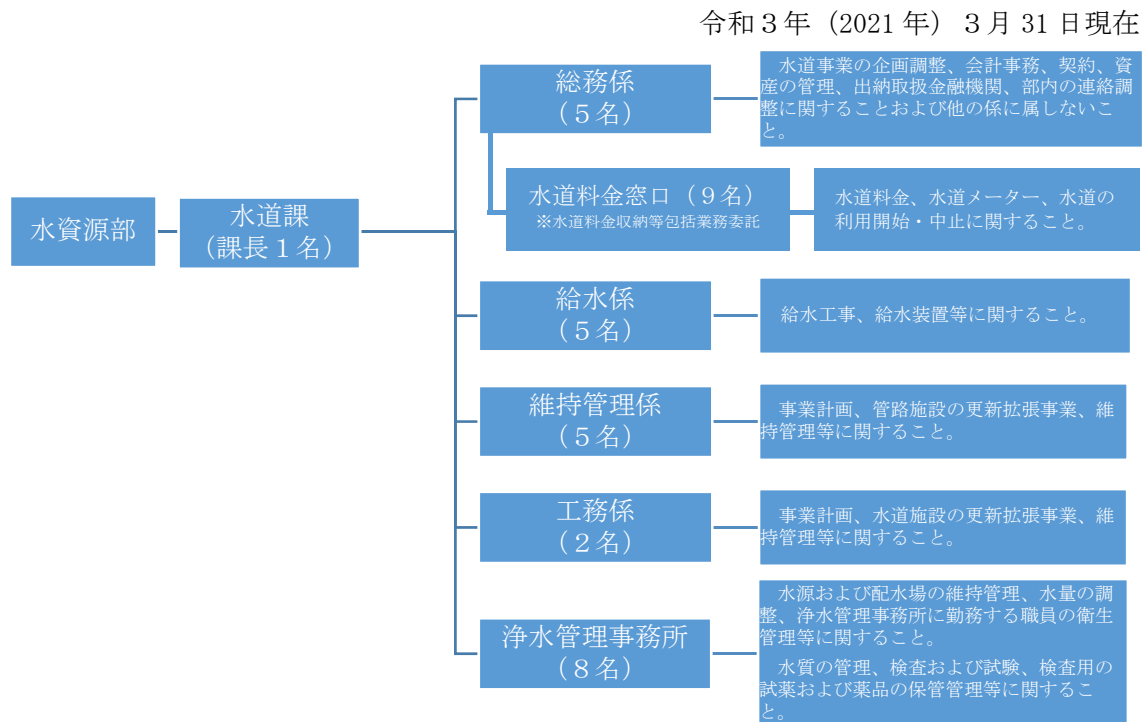 令和３年（2021 年）３月 31 日現在
総務係
（５名）
水道事業の企画調整、会計事務、契約、資
産の管理、出納取扱金融機関、部内の連絡調
整に関することおよび他の係に属しないこ
と。
水道料金窓口（９名）
※水道料金収納等包括業務委託
水道料金、水道メーター、水道の
利用開始・中止に関すること。
水資源部
水道課
（課長１名）
給水係
（５名）
給水工事、給水装置等に関すること。
維持管理係
（５名）
事業計画、管路施設の更新拡張事業、維
持管理等に関すること。
工務係
（２名）
事業計画、水道施設の更新拡張事業、維
持管理等に関すること。
浄水管理事務所
（８名）
水源および配水場の維持管理、水量の調
整、浄水管理事務所に勤務する職員の衛生
管理等に関すること。
水質の管理、検査および試験、検査用の
試薬および薬品の保管管理等に関するこ
と。